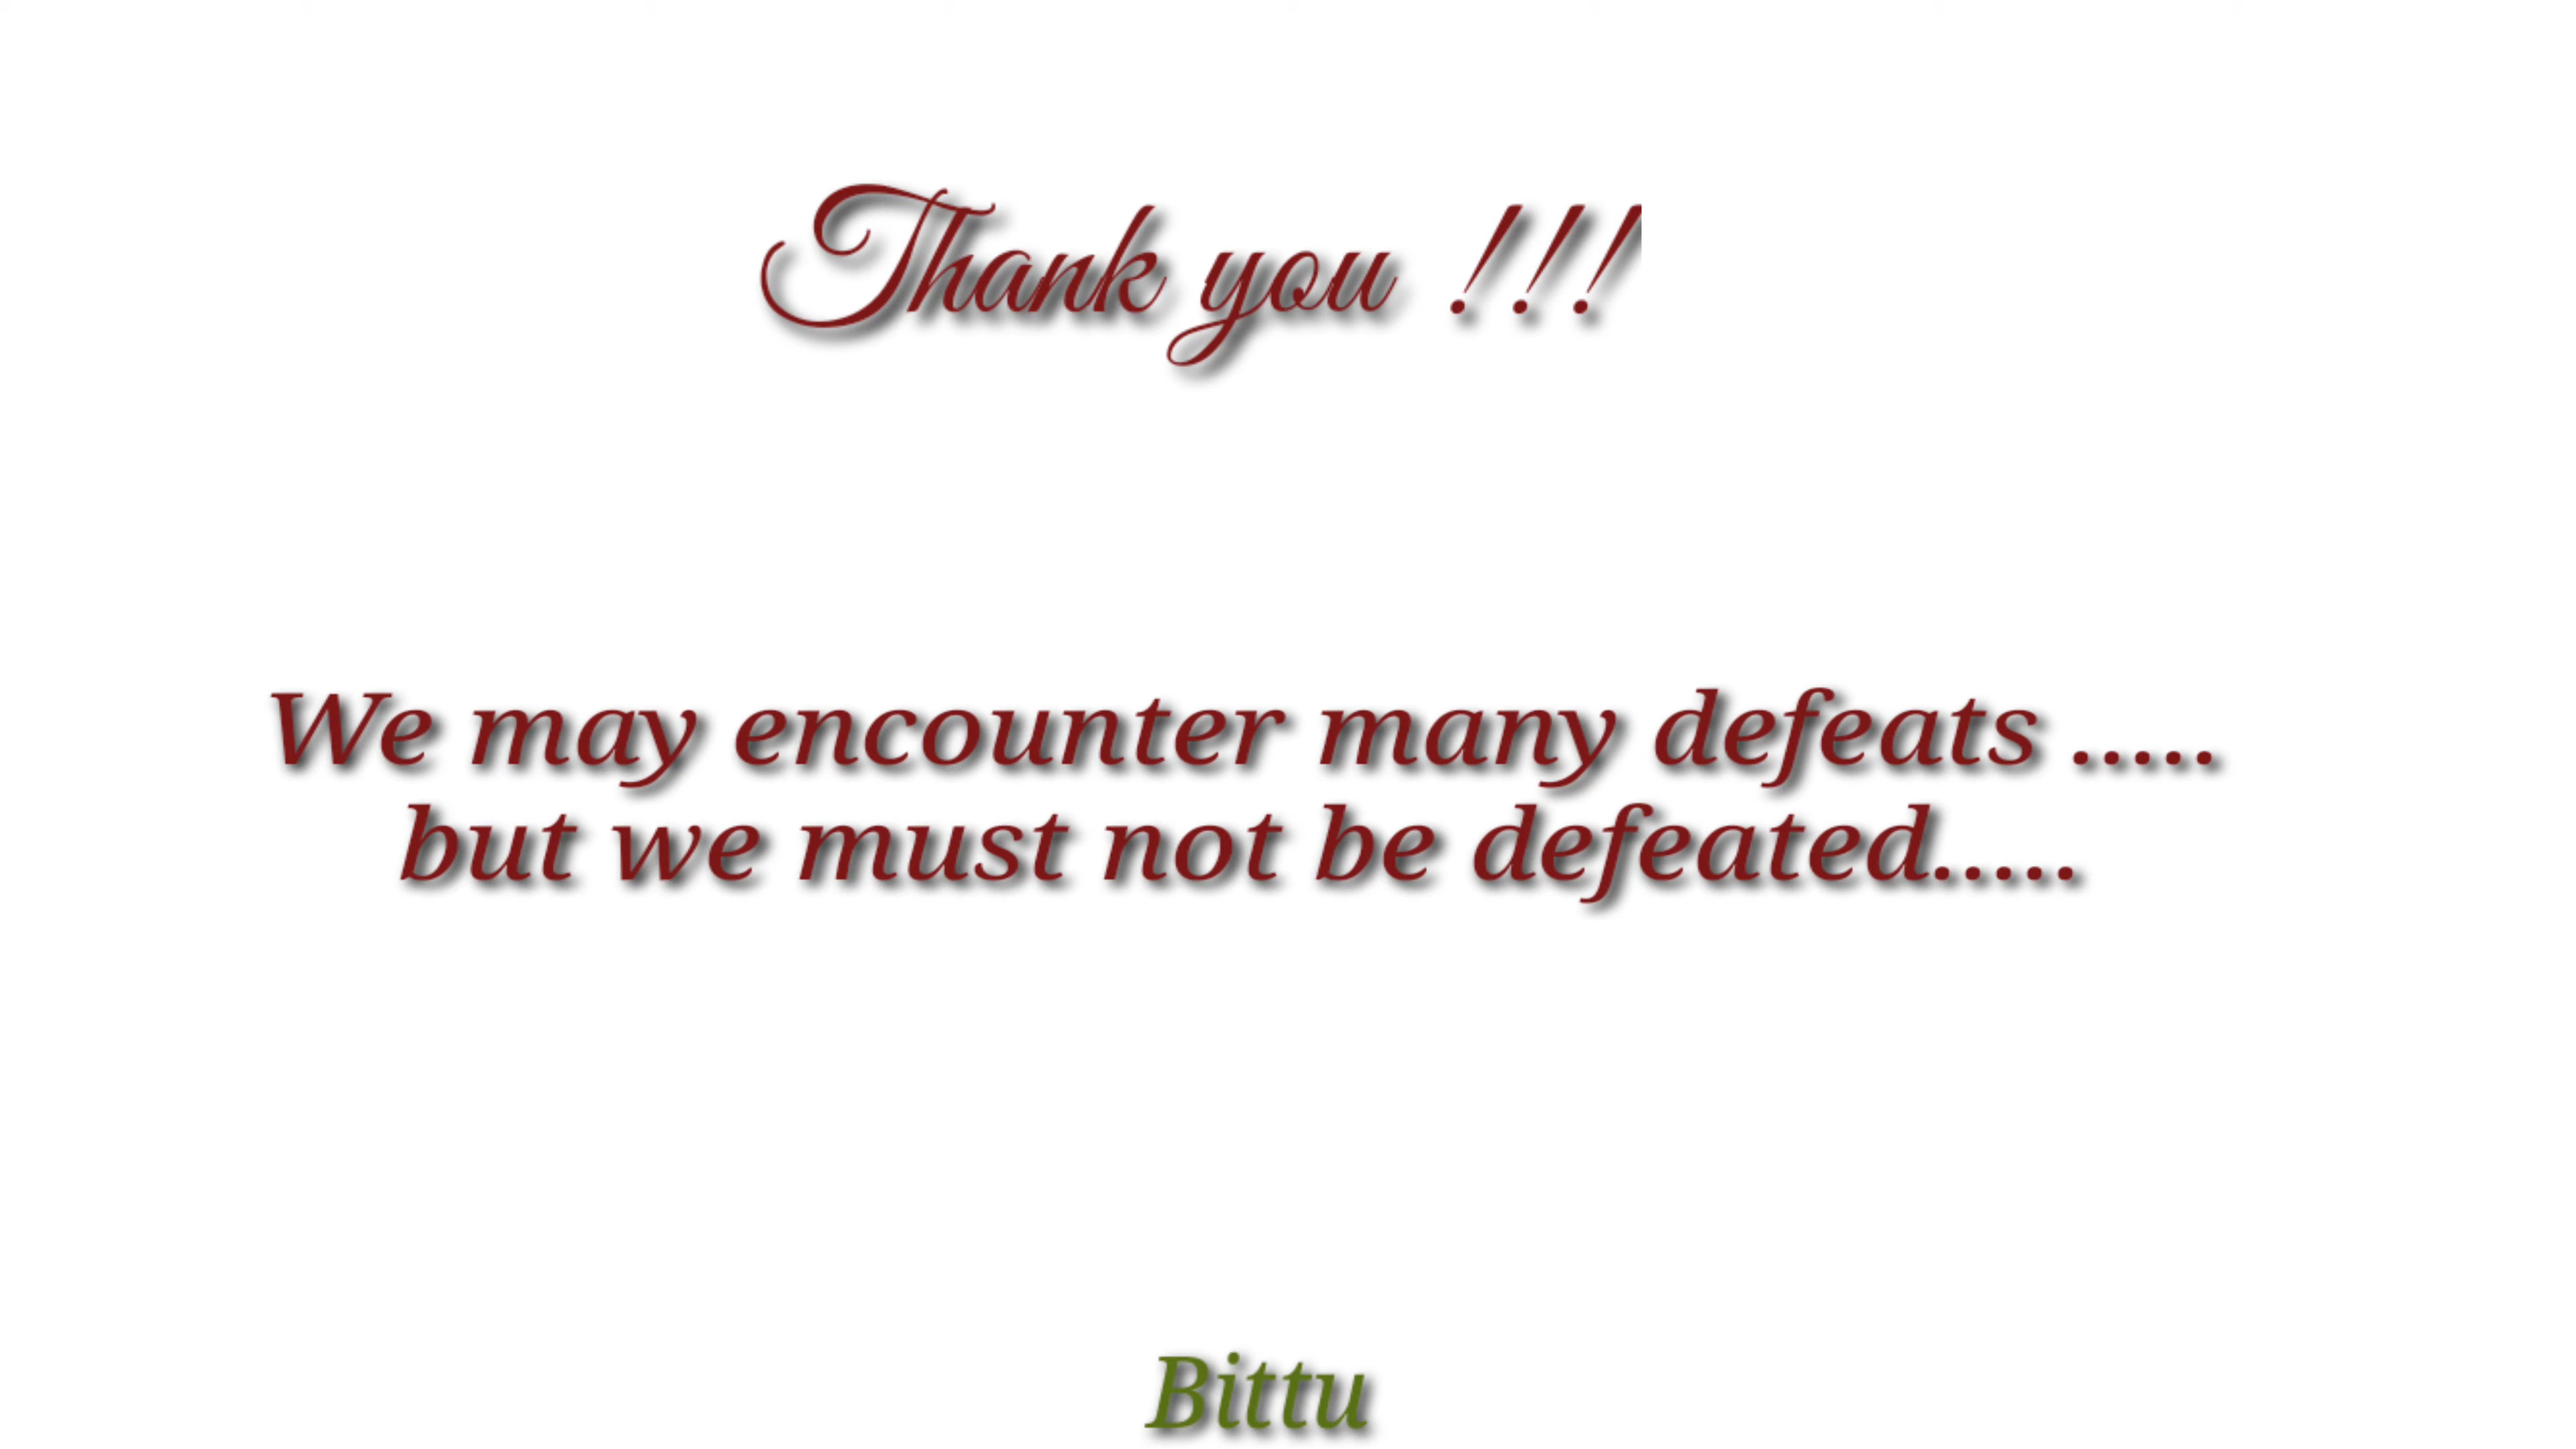 Thank you !!!
We may encounter many defeats .....
but we must not be defeated.....
Bittu